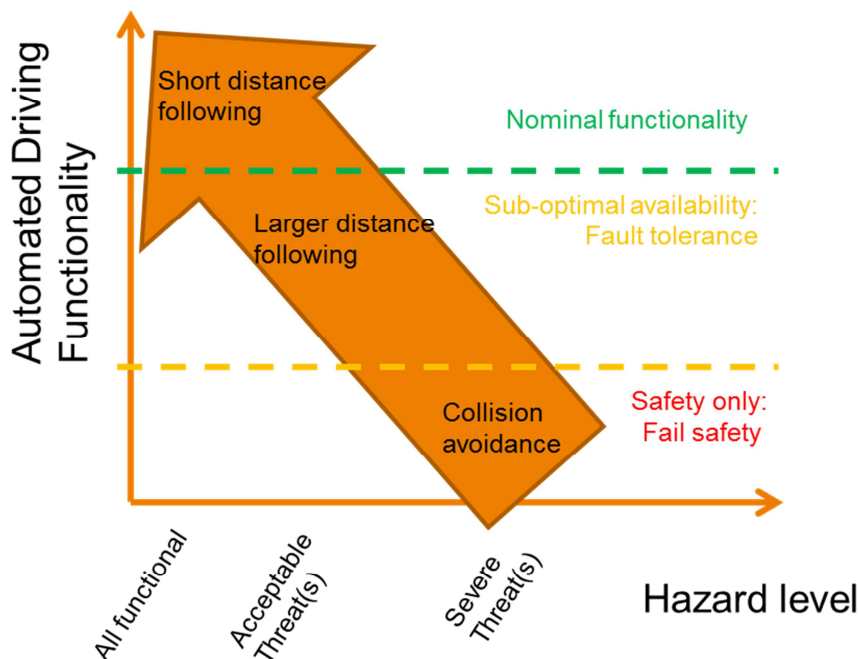 Automated Driving
Functionality
Short distance
following
Nominal functionality
Larger distance
following
Sub-optimal availability:
Fault tolerance
Collision
avoidance
Safety only:
Fail safety
All functional
Acceptable
Threat(s)
Severe
Threat(s)
Hazard level